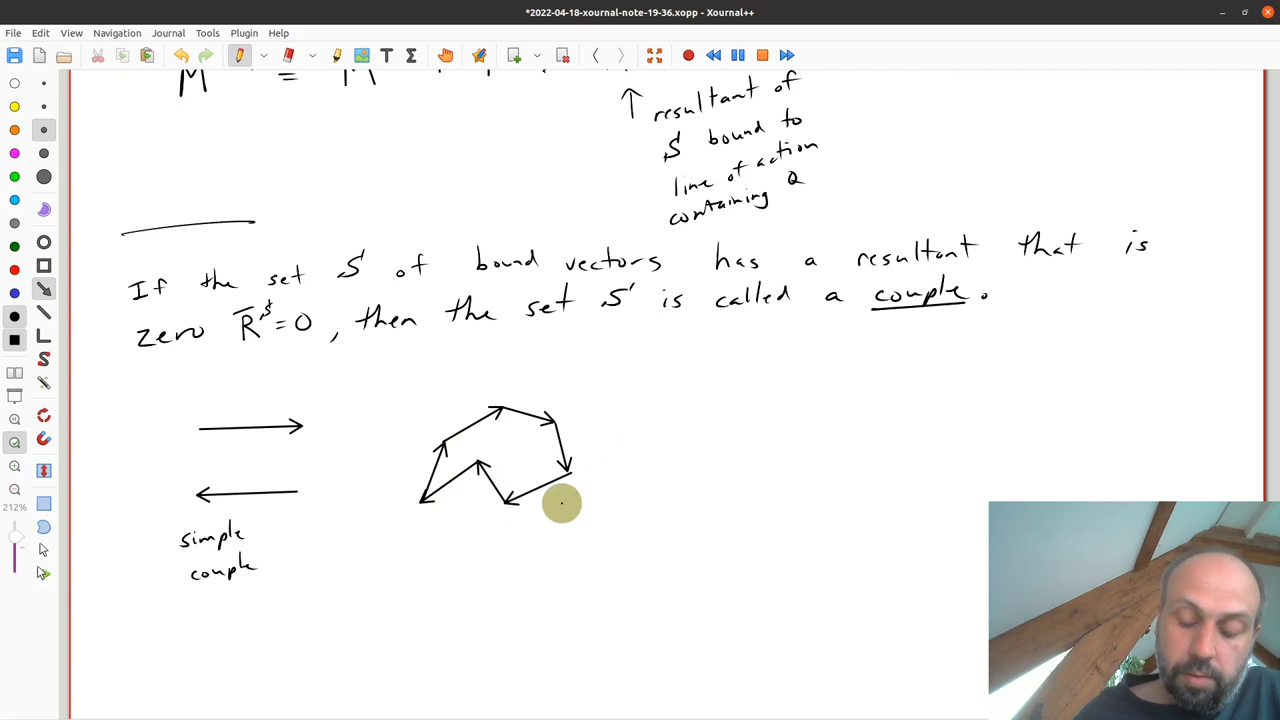 *2022-04-18-xournal-note-19-36.xopp - Xournal++
File Edit View Navigation Journal Tools Plugin Help
M = M
↑ resultant of
S bound to
line of action
containing Q
If the set S of bound vectors has a resultant that is
zero R̄ˢ = 0, then the set S is called a couple.
simple
couple
212%